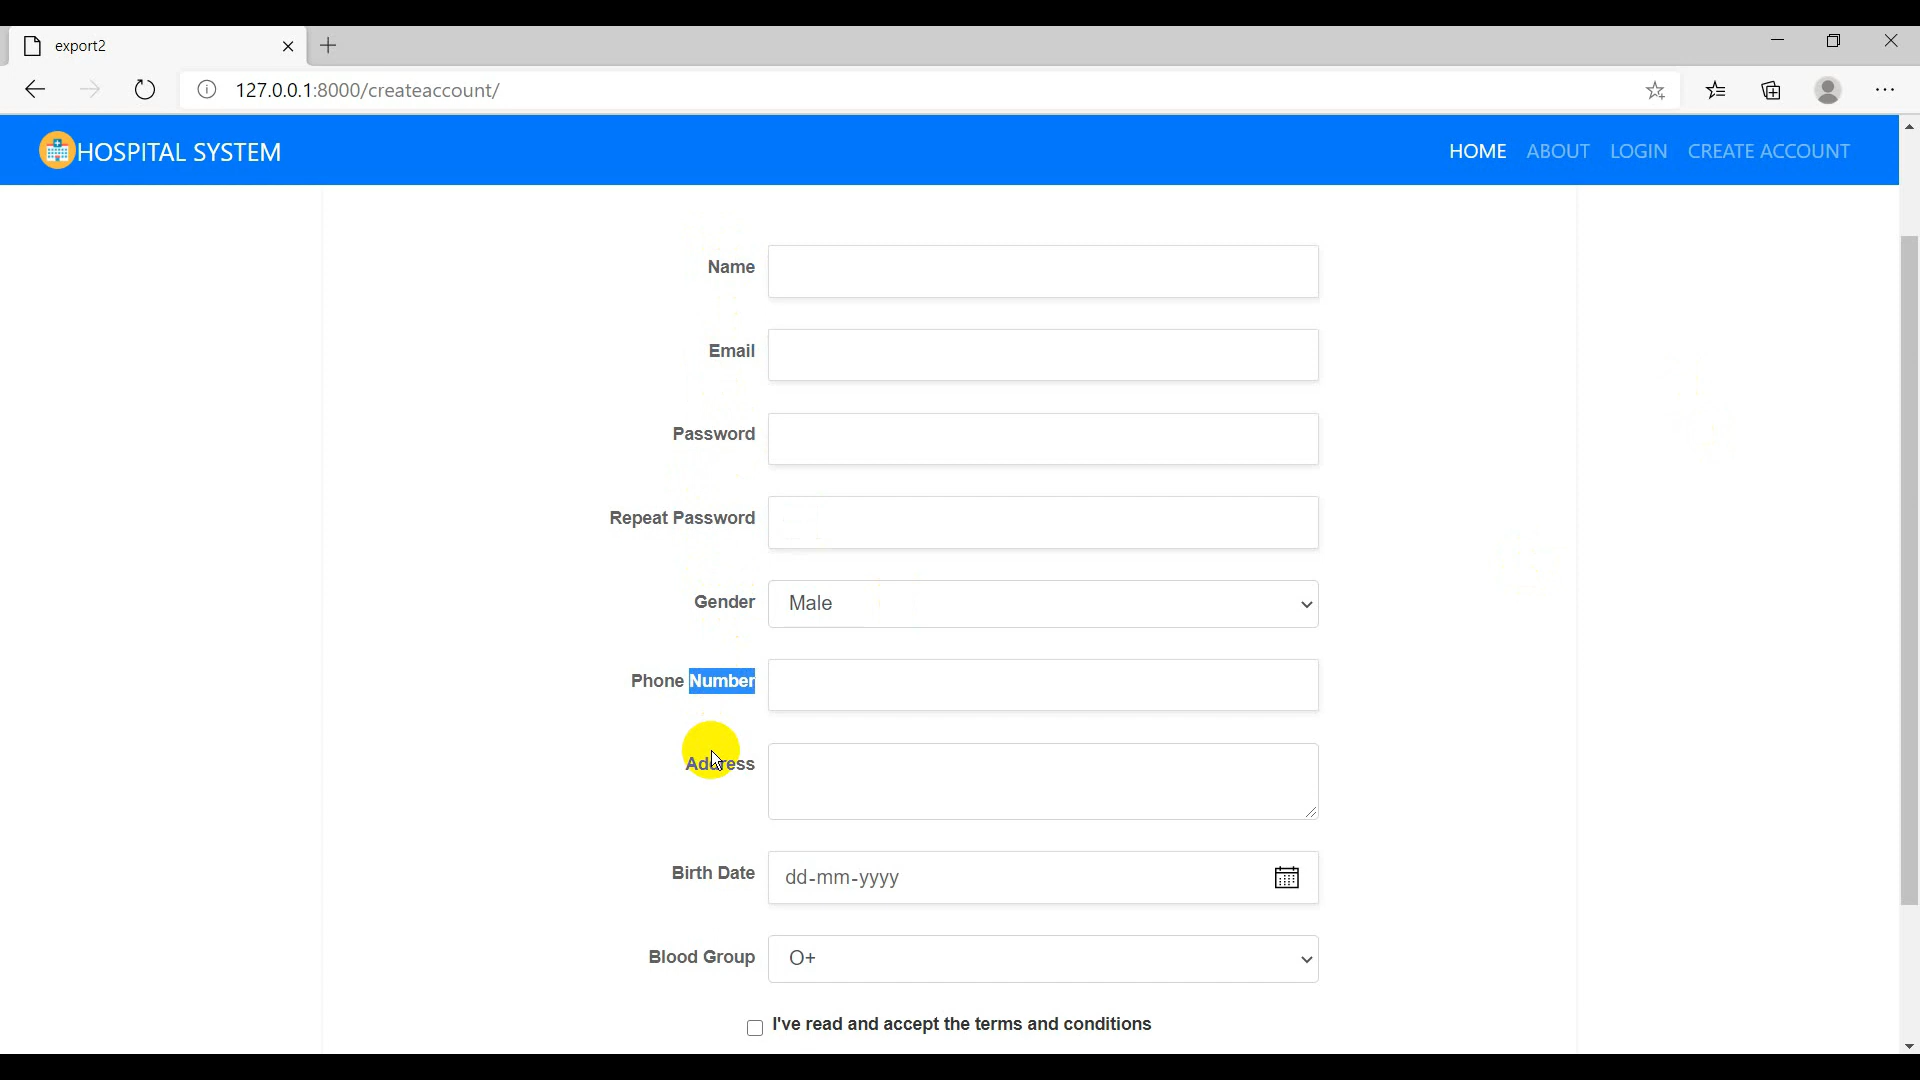 export2
127.0.0.1:8000/createaccount/
HOSPITAL SYSTEM
HOME ABOUT LOGIN CREATE ACCOUNT
Name
Email
Password
Repeat Password
Gender Male
Phone Number
Address
Birth Date dd-mm-yyyy
Blood Group O+
I've read and accept the terms and conditions